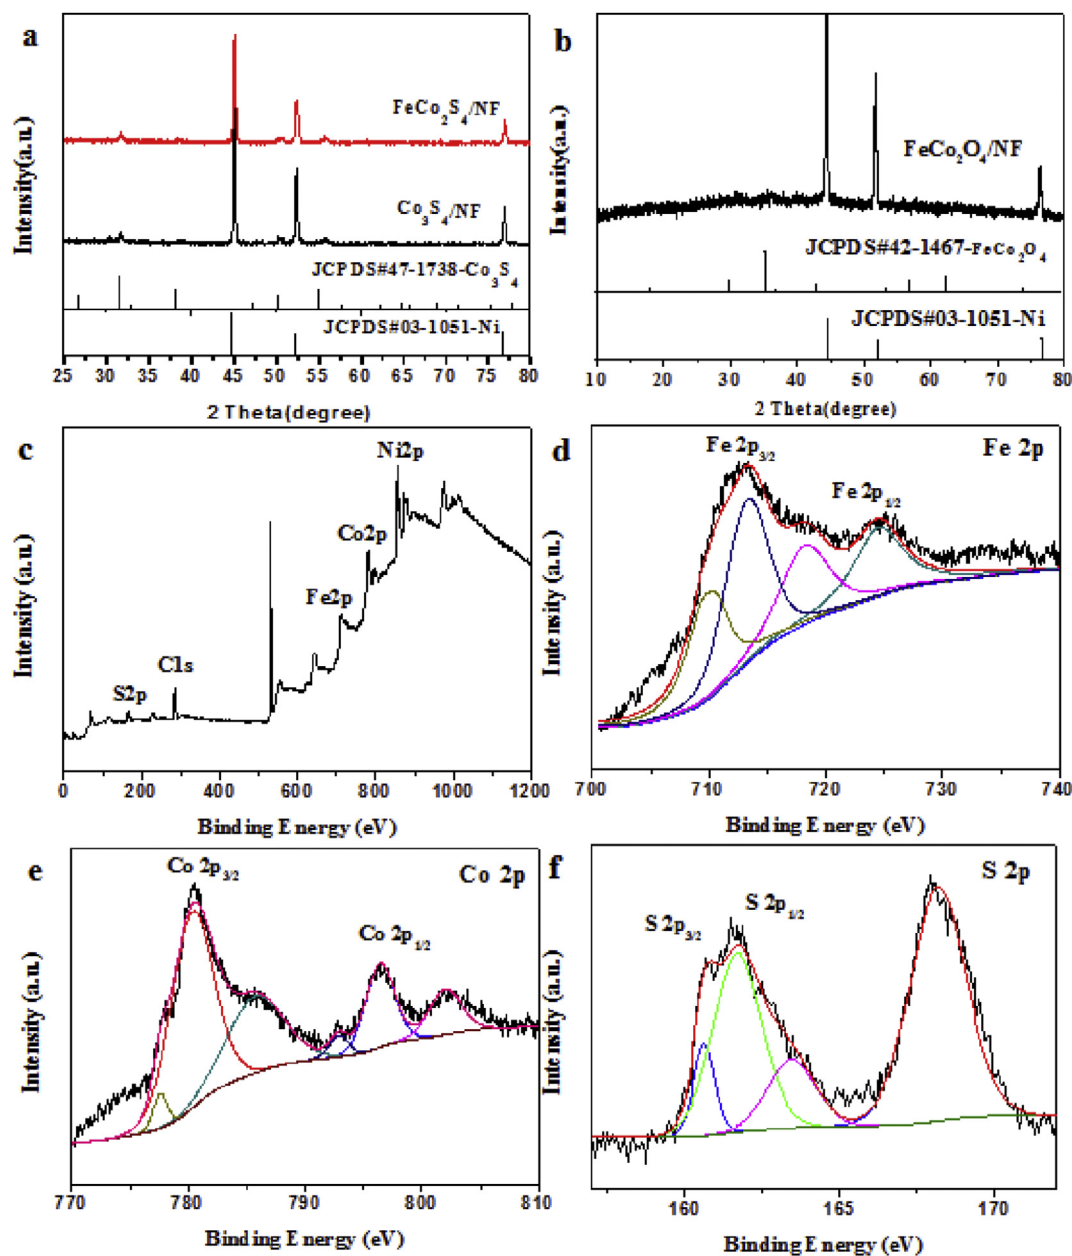 a
FeCo2S4/NF
Co3S4/NF
JCPDS#47-1738-Co3S4
JCPDS#03-1051-Ni
Intensity(a.u.)
25 30 35 40 45 50 55 60 65 70 75 80
2 Theta(degree)
b
FeCo2O4/NF
JCPDS#42-1467-FeCo2O4
JCPDS#03-1051-Ni
Intensity(a.u.)
10 20 30 40 50 60 70 80
2 Theta(degree)
c
Ni2p
Co2p
Fe2p
C1s
S2p
Intensity (a.u.)
0 200 400 600 800 1000 1200
Binding Energy (eV)
d
Fe 2p3/2
Fe 2p
Fe 2p1/2
Intensity (a.u.)
700 710 720 730 740
Binding Energy (eV)
e
Co 2p3/2
Co 2p
Co 2p1/2
Intensity (a.u.)
770 780 790 800 810
Binding Energy (eV)
f
S 2p
S 2p1/2
S 2p3/2
Intensity (a.u.)
160 165 170
Binding Energy (eV)